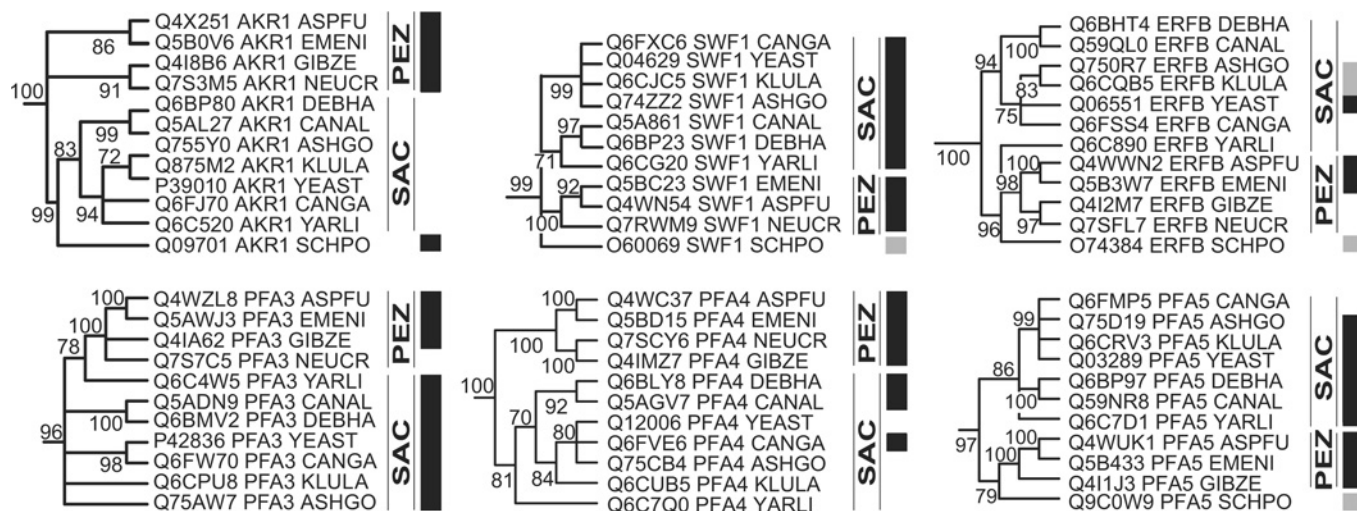 Q4X251 AKR1 ASPFU
Q5B0V6 AKR1 EMENI
Q4I8B6 AKR1 GIBZE
Q7S3M5 AKR1 NEUCR
Q6BP80 AKR1 DEBHA
Q5AL27 AKR1 CANAL
Q755Y0 AKR1 ASHGO
Q875M2 AKR1 KLULA
P39010 AKR1 YEAST
Q6FJ70 AKR1 CANGA
Q6C520 AKR1 YARLI
Q09701 AKR1 SCHPO
86
91
100
99
83
72
94
99
PEZ
SAC
Q6FXC6 SWF1 CANGA
Q04629 SWF1 YEAST
Q6CJC5 SWF1 KLULA
Q74ZZ2 SWF1 ASHGO
Q5A861 SWF1 CANAL
Q6BP23 SWF1 DEBHA
Q6CG20 SWF1 YARLI
Q5BC23 SWF1 EMENI
Q4WN54 SWF1 ASPFU
Q7RWM9 SWF1 NEUCR
O60069 SWF1 SCHPO
99
97
71
99
92
100
SAC
PEZ
Q6BHT4 ERFB DEBHA
Q59QL0 ERFB CANAL
Q750R7 ERFB ASHGO
Q6CQB5 ERFB KLULA
Q06551 ERFB YEAST
Q6FSS4 ERFB CANGA
Q6C890 ERFB YARLI
Q4WWN2 ERFB ASPFU
Q5B3W7 ERFB EMENI
Q4I2M7 ERFB GIBZE
Q7SFL7 ERFB NEUCR
O74384 ERFB SCHPO
100
94
83
75
100
100
98
97
96
SAC
PEZ
Q4WZL8 PFA3 ASPFU
Q5AWJ3 PFA3 EMENI
Q4IA62 PFA3 GIBZE
Q7S7C5 PFA3 NEUCR
Q6C4W5 PFA3 YARLI
Q5ADN9 PFA3 CANAL
Q6BMV2 PFA3 DEBHA
P42836 PFA3 YEAST
Q6FW70 PFA3 CANGA
Q6CPU8 PFA3 KLULA
Q75AW7 PFA3 ASHGO
100
100
78
100
96
98
PEZ
SAC
Q4WC37 PFA4 ASPFU
Q5BD15 PFA4 EMENI
Q7SCY6 PFA4 NEUCR
Q4IMZ7 PFA4 GIBZE
Q6BLY8 PFA4 DEBHA
Q5AGV7 PFA4 CANAL
Q12006 PFA4 YEAST
Q6FVE6 PFA4 CANGA
Q75CB4 PFA4 ASHGO
Q6CUB5 PFA4 KLULA
Q6C7Q0 PFA4 YARLI
100
100
100
100
92
70
80
84
81
PEZ
SAC
Q6FMP5 PFA5 CANGA
Q75D19 PFA5 ASHGO
Q6CRV3 PFA5 KLULA
Q03289 PFA5 YEAST
Q6BP97 PFA5 DEBHA
Q59NR8 PFA5 CANAL
Q6C7D1 PFA5 YARLI
Q4WUK1 PFA5 ASPFU
Q5B433 PFA5 EMENI
Q4I1J3 PFA5 GIBZE
Q9C0W9 PFA5 SCHPO
99
86
100
97
100
100
79
SAC
PEZ